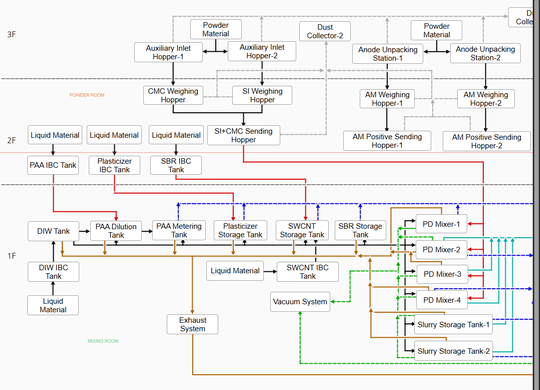 3F
Powder
Material
Dust
Collector-2
Powder
Material
Auxiliary Inlet
Hopper-1
Auxiliary Inlet
Hopper-2
Anode Unpacking
Station-1
Anode Unpacking
Station-2
POWDER ROOM
CMC Weighing
Hopper
SI Weighing
Hopper
AM Weighing
Hopper-1
AM Weighing
Hopper-2
2F
Liquid Material
Liquid Material
Liquid Material
SI+CMC Sending
Hopper
AM Positive Sending
Hopper-1
AM Positive Sending
Hopper-2
PAA IBC Tank
Plasticizer
IBC Tank
SBR IBC
Tank
1F
DIW Tank
PAA Dilution
Tank
PAA Metering
Tank
Plasticizer
Storage Tank
SWCNT
Storage Tank
SBR Storage
Tank
PD Mixer-1
PD Mixer-2
PD Mixer-3
PD Mixer-4
DIW IBC
Tank
Liquid Material
SWCNT IBC
Tank
Liquid
Material
Vacuum System
Exhaust
System
Slurry Storage Tank-1
Slurry Storage Tank-2
MIXING ROOM